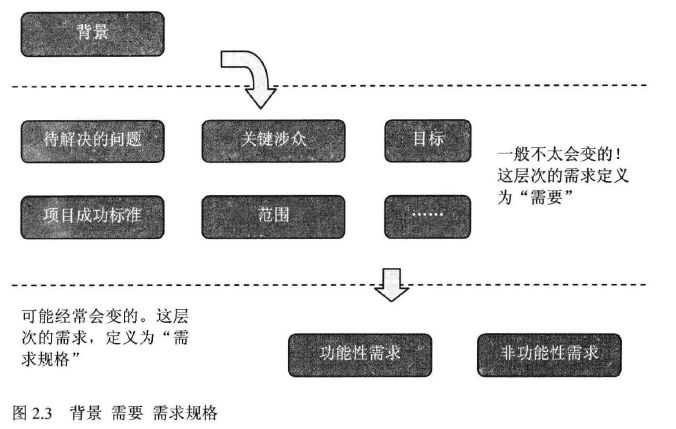 背景
待解决的问题
关键涉众
目标
一般不太会变的！
这层次的需求定义
为“需要”
项目成功标准
范围
……
可能经常会变的。这层
次的需求，定义为“需
求规格”
功能性需求
非功能性需求
图 2.3 背景 需要 需求规格